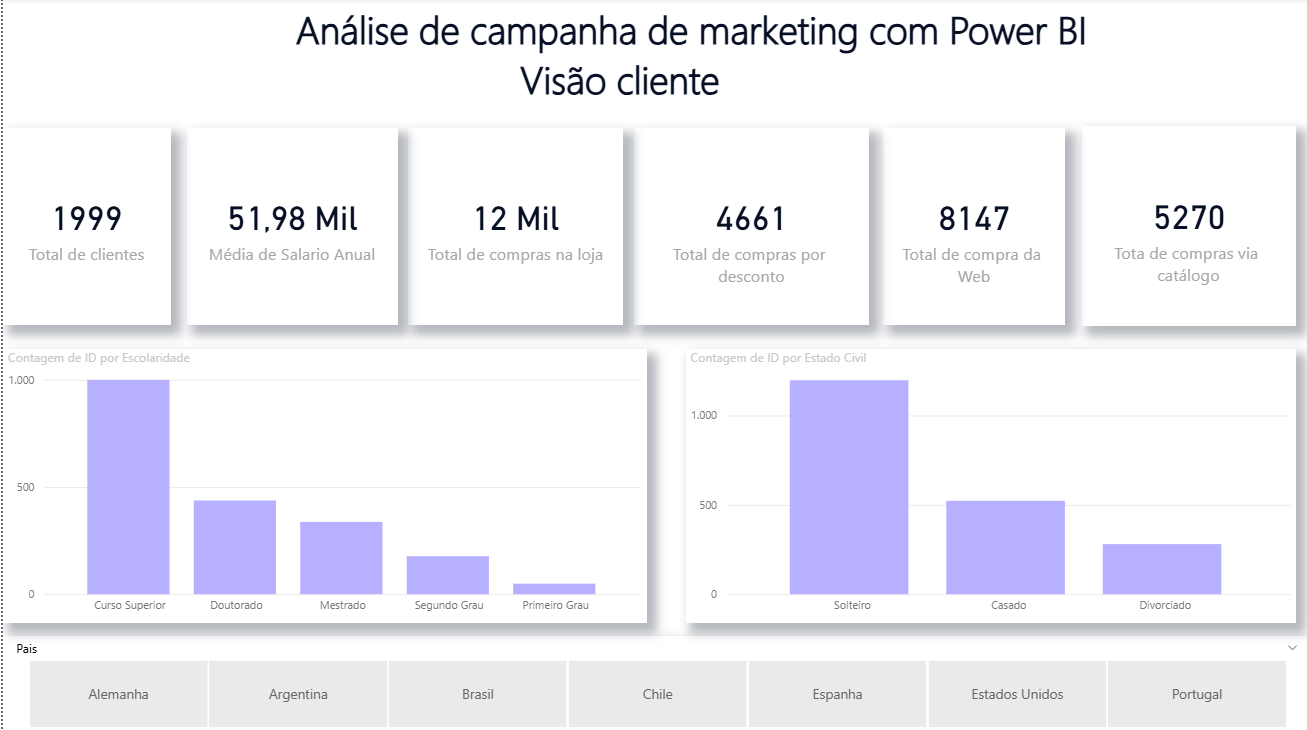 Análise de campanha de marketing com Power BI
Visão cliente
1999
Total de clientes
51,98 Mil
Média de Salario Anual
12 Mil
Total de compras na loja
4661
Total de compras por
desconto
8147
Total de compra da
Web
5270
Tota de compras via
catálogo
Contagem de ID por Escolaridade
1.000
500
0
Curso Superior
Doutorado
Mestrado
Segundo Grau
Primeiro Grau
Contagem de ID por Estado Civil
1.000
500
0
Solteiro
Casado
Divorciado
Pais
Alemanha
Argentina
Brasil
Chile
Espanha
Estados Unidos
Portugal